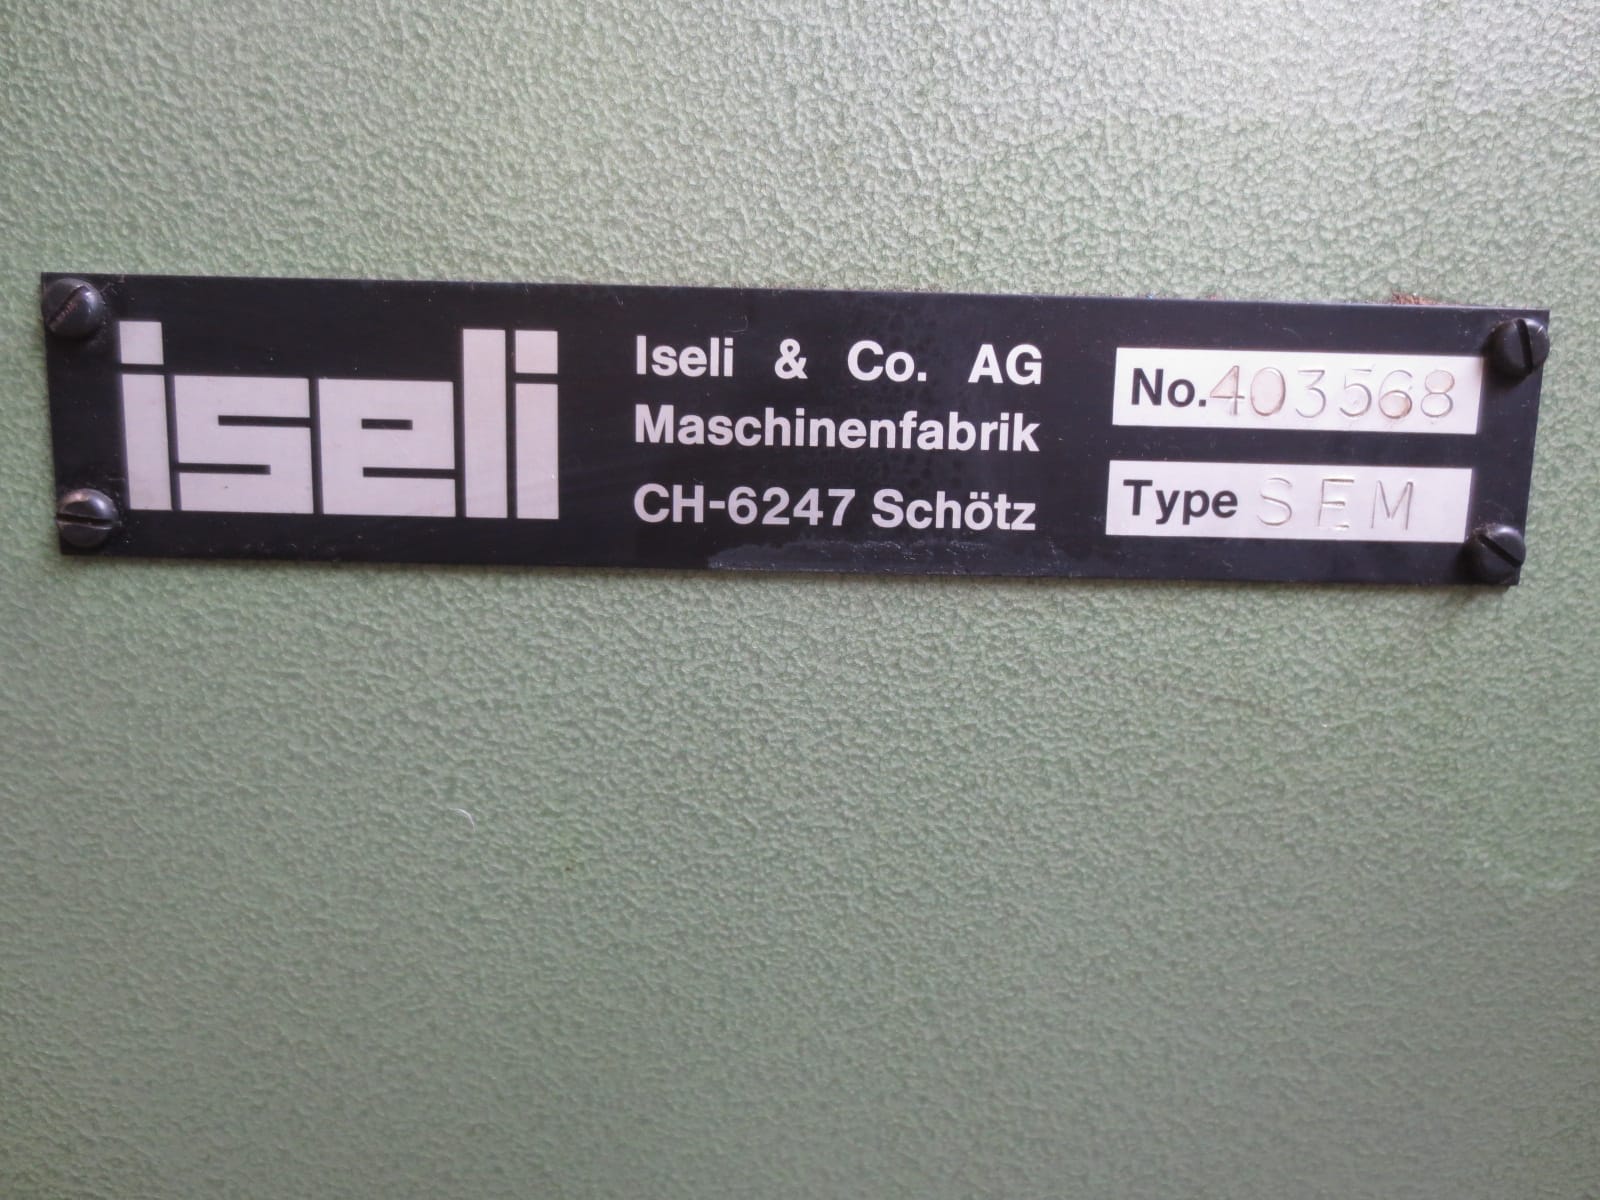 iseli
Iseli & Co. AG
Maschinenfabrik
CH-6247 Schötz
No. 403568
Type SEM